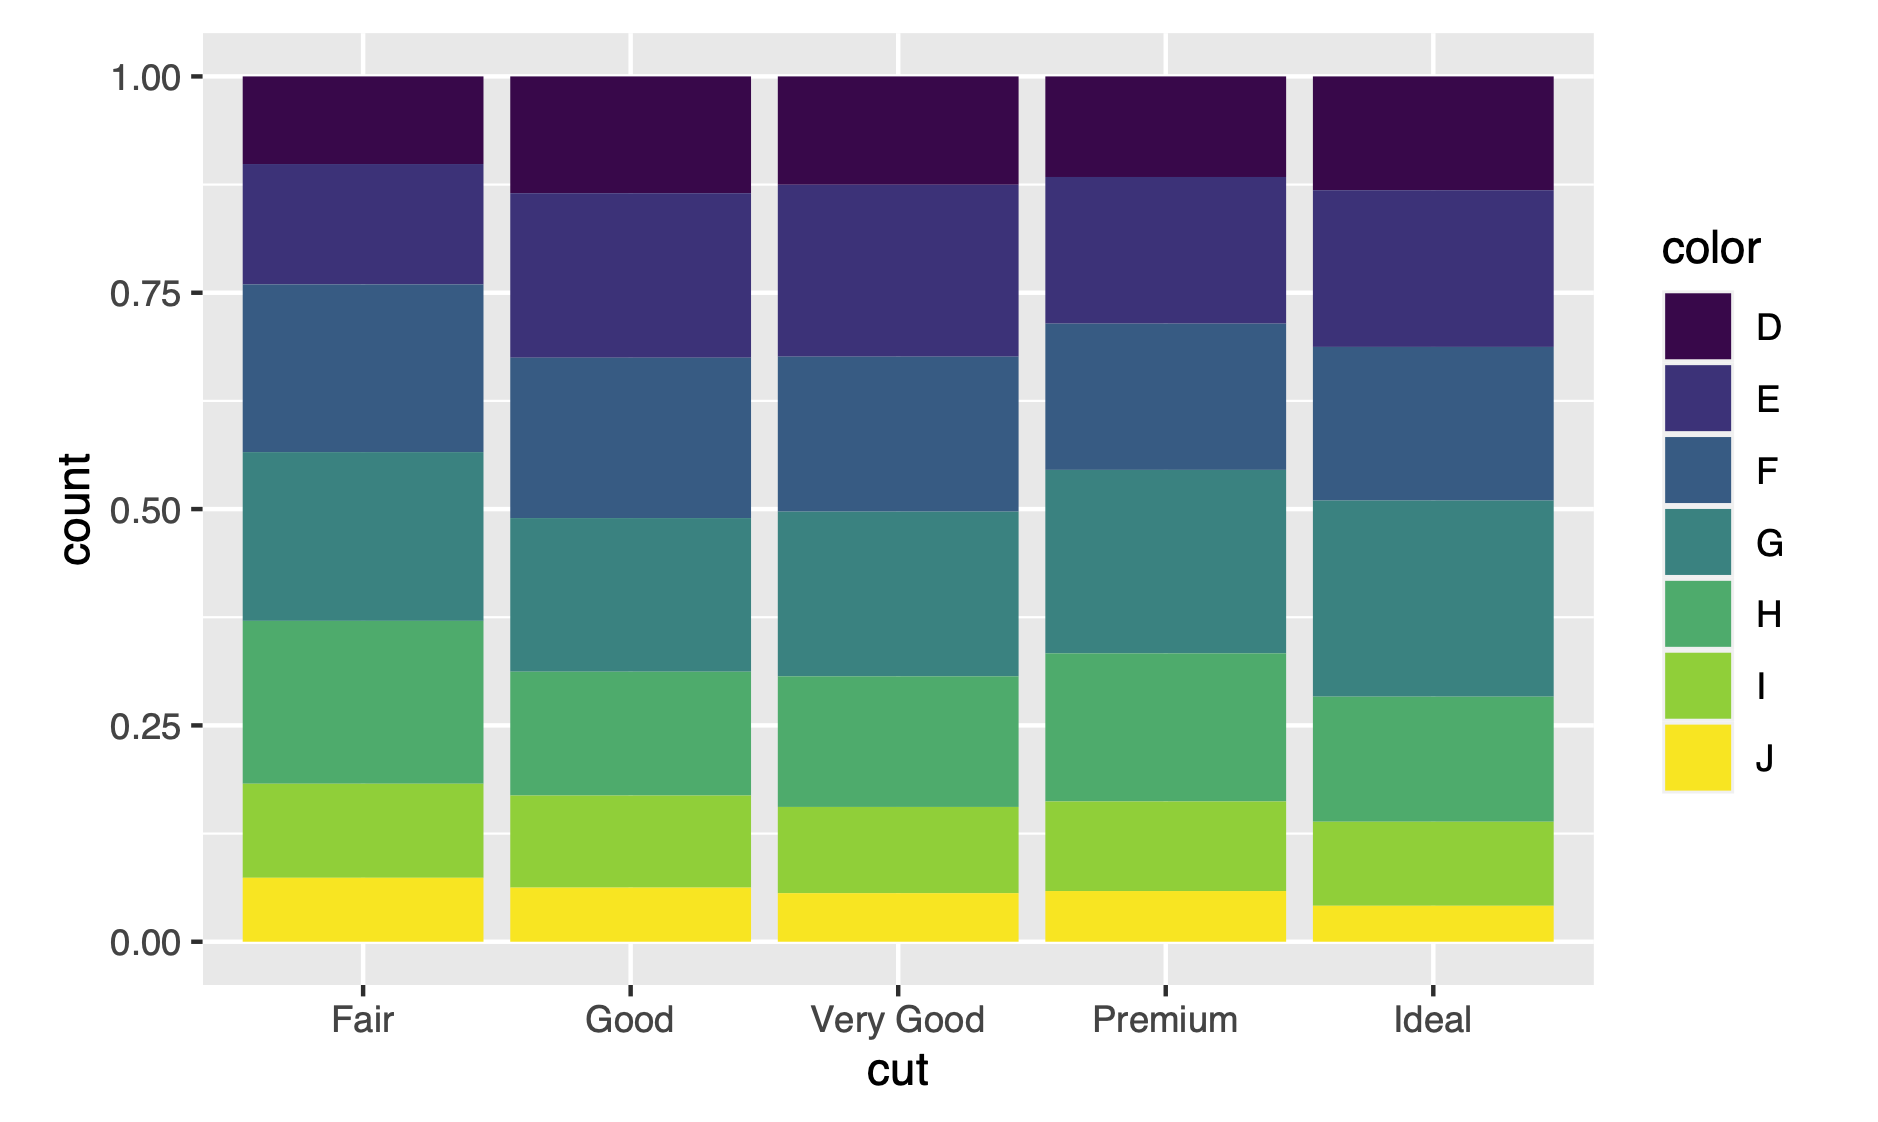 1.00
0.75
0.50
0.25
0.00
count
Fair
Good
Very Good
Premium
Ideal
cut
color
D
E
F
G
H
I
J